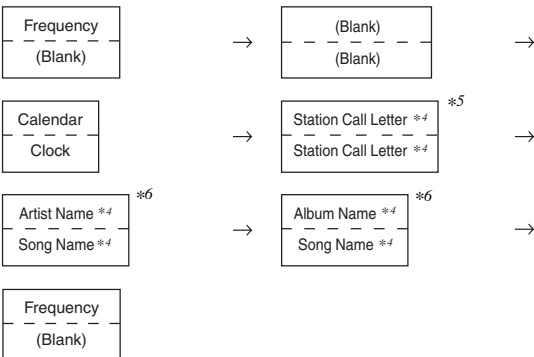 Frequency
(Blank)
→
(Blank)
(Blank)
→
Calendar
Clock
→
Station Call Letter *4
Station Call Letter *4
*5
→
Artist Name *4
Song Name *4
*6
→
Album Name *4
Song Name *4
*6
→
Frequency
(Blank)